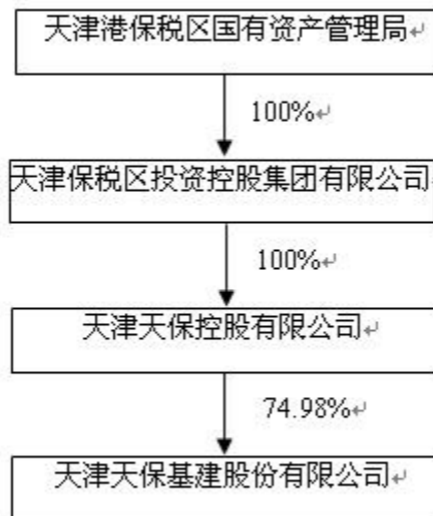 天津港保税区国有资产管理局
100%
天津保税区投资控股集团有限公司
100%
天津天保控股有限公司
74.98%
天津天保基建股份有限公司